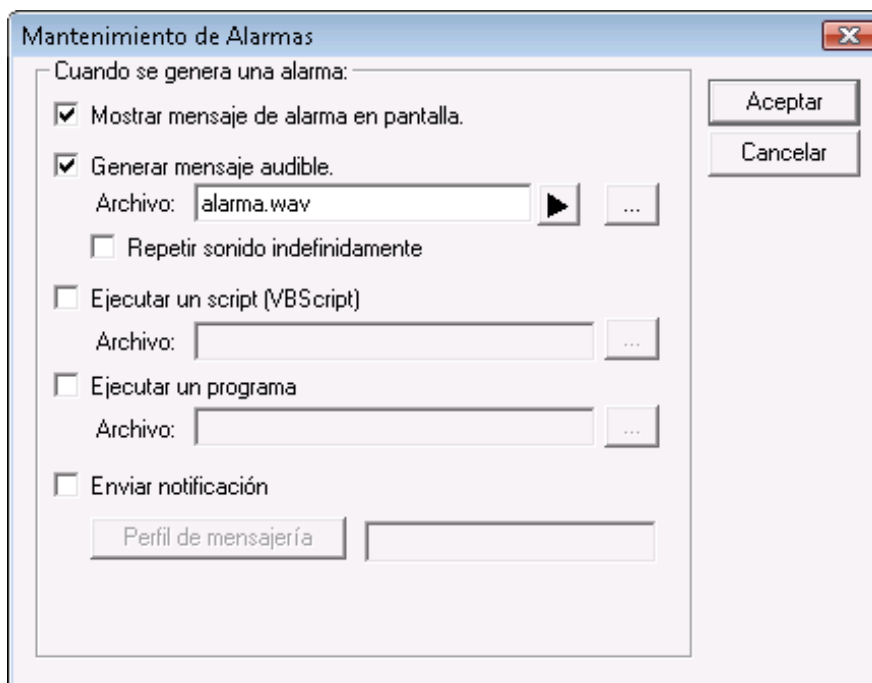 Mantenimiento de Alarmas
Cuando se genera una alarma:
Mostrar mensaje de alarma en pantalla.
Generar mensaje audible.
Archivo: alarma.wav ...
Repetir sonido indefinidamente
Ejecutar un script (VBScript)
Archivo: ...
Ejecutar un programa
Archivo: ...
Enviar notificación
Perfil de mensajería
Aceptar
Cancelar